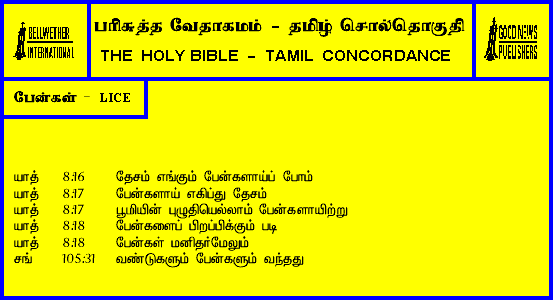 BELLWETHER INTERNATIONAL
பரிசுத்த வேதாகமம் - தமிழ் சொல்தொகுதி
THE HOLY BIBLE - TAMIL CONCORDANCE
GOOD NEWS PUBLISHERS
பேன்கள் - LICE
யாத் 8:16 தேசம் எங்கும் பேன்களாய்ப் போம்
யாத் 8:17 பேன்களாய் எகிப்து தேசம்
யாத் 8:17 பூமியின் புழுதியெல்லாம் பேன்களாயிற்று
யாத் 8:18 பேன்களைப் பிறப்பிக்கும் படி
யாத் 8:18 பேன்கள் மனிதர்மேலும்
சங் 105:31 வண்டுகளும் பேன்களும் வந்தது